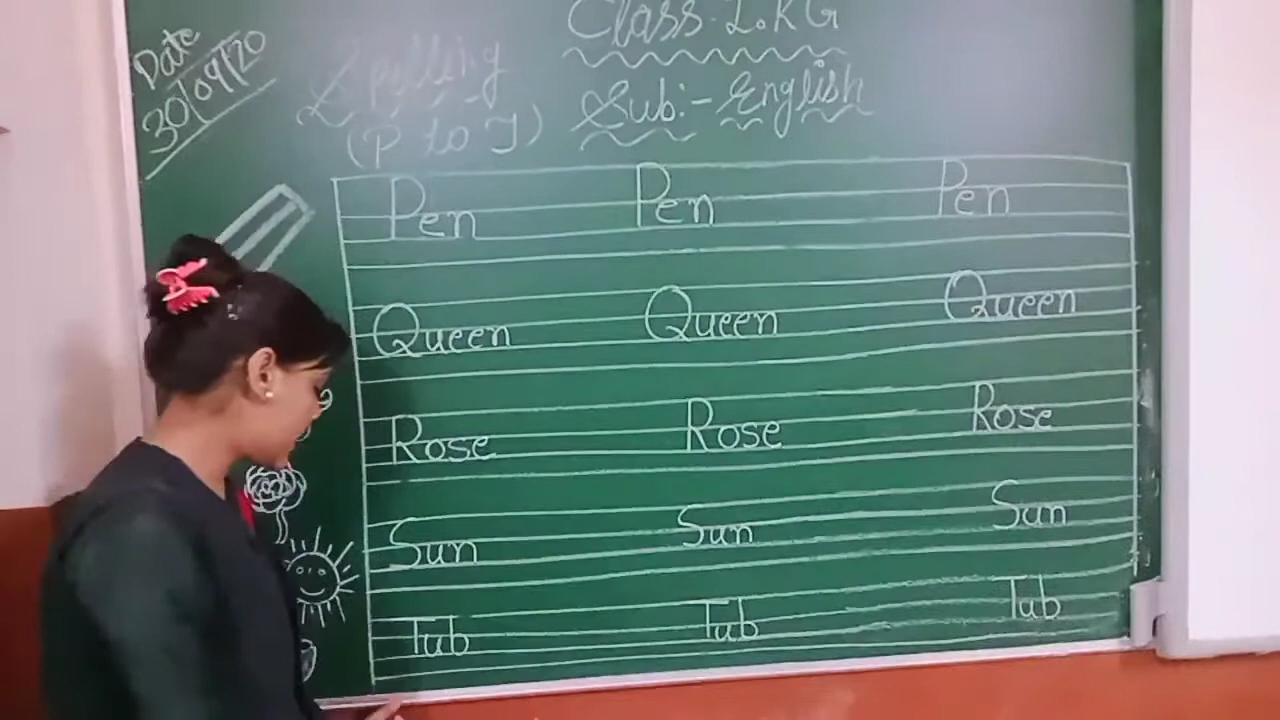 Class:- L.KG
Date
30/09/20
Spelling
(P to T)
Sub:- English
Pen Pen Pen
Queen Queen Queen
Rose Rose Rose
Sun Sun Sun
Tub Tub Tub